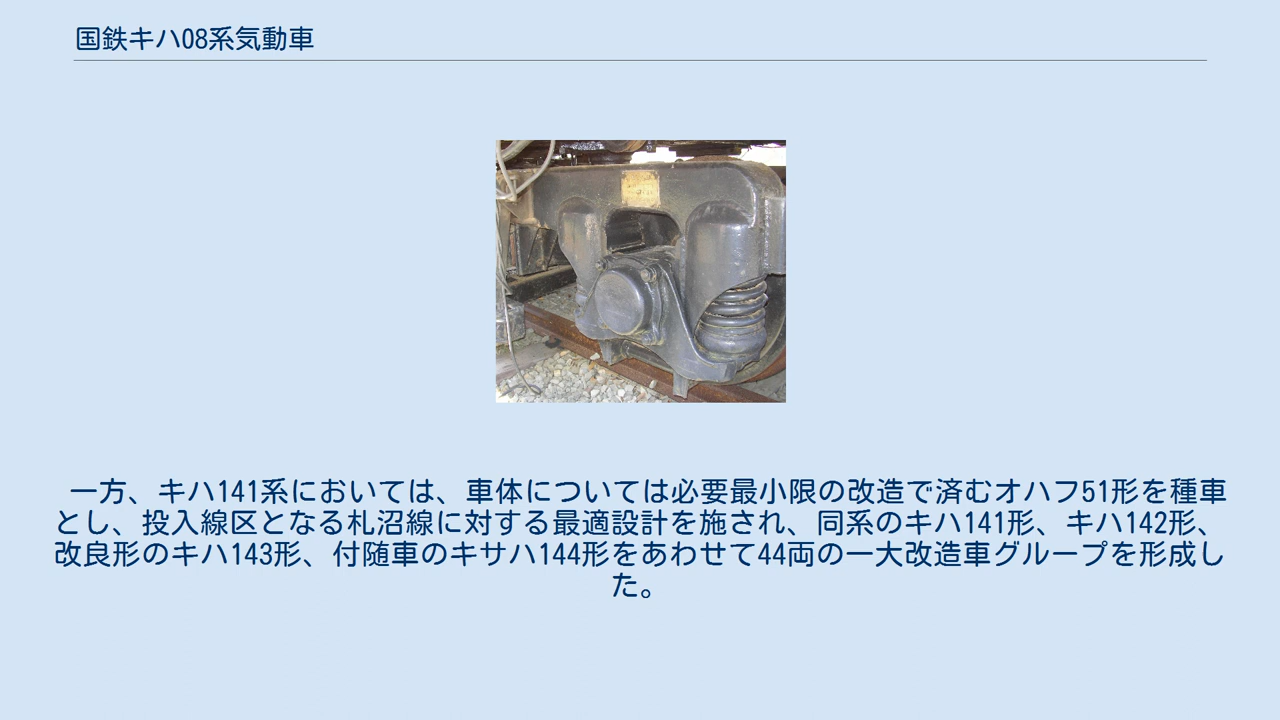 国鉄キハ08系気動車
一方、キハ141系においては、車体については必要最小限の改造で済むオハフ51形を種車
とし、投入線区となる札沼線に対する最適設計を施され、同系のキハ141形、キハ142形、
改良形のキハ143形、付随車のキサハ144形をあわせて44両の一大改造車グループを形成し
た。